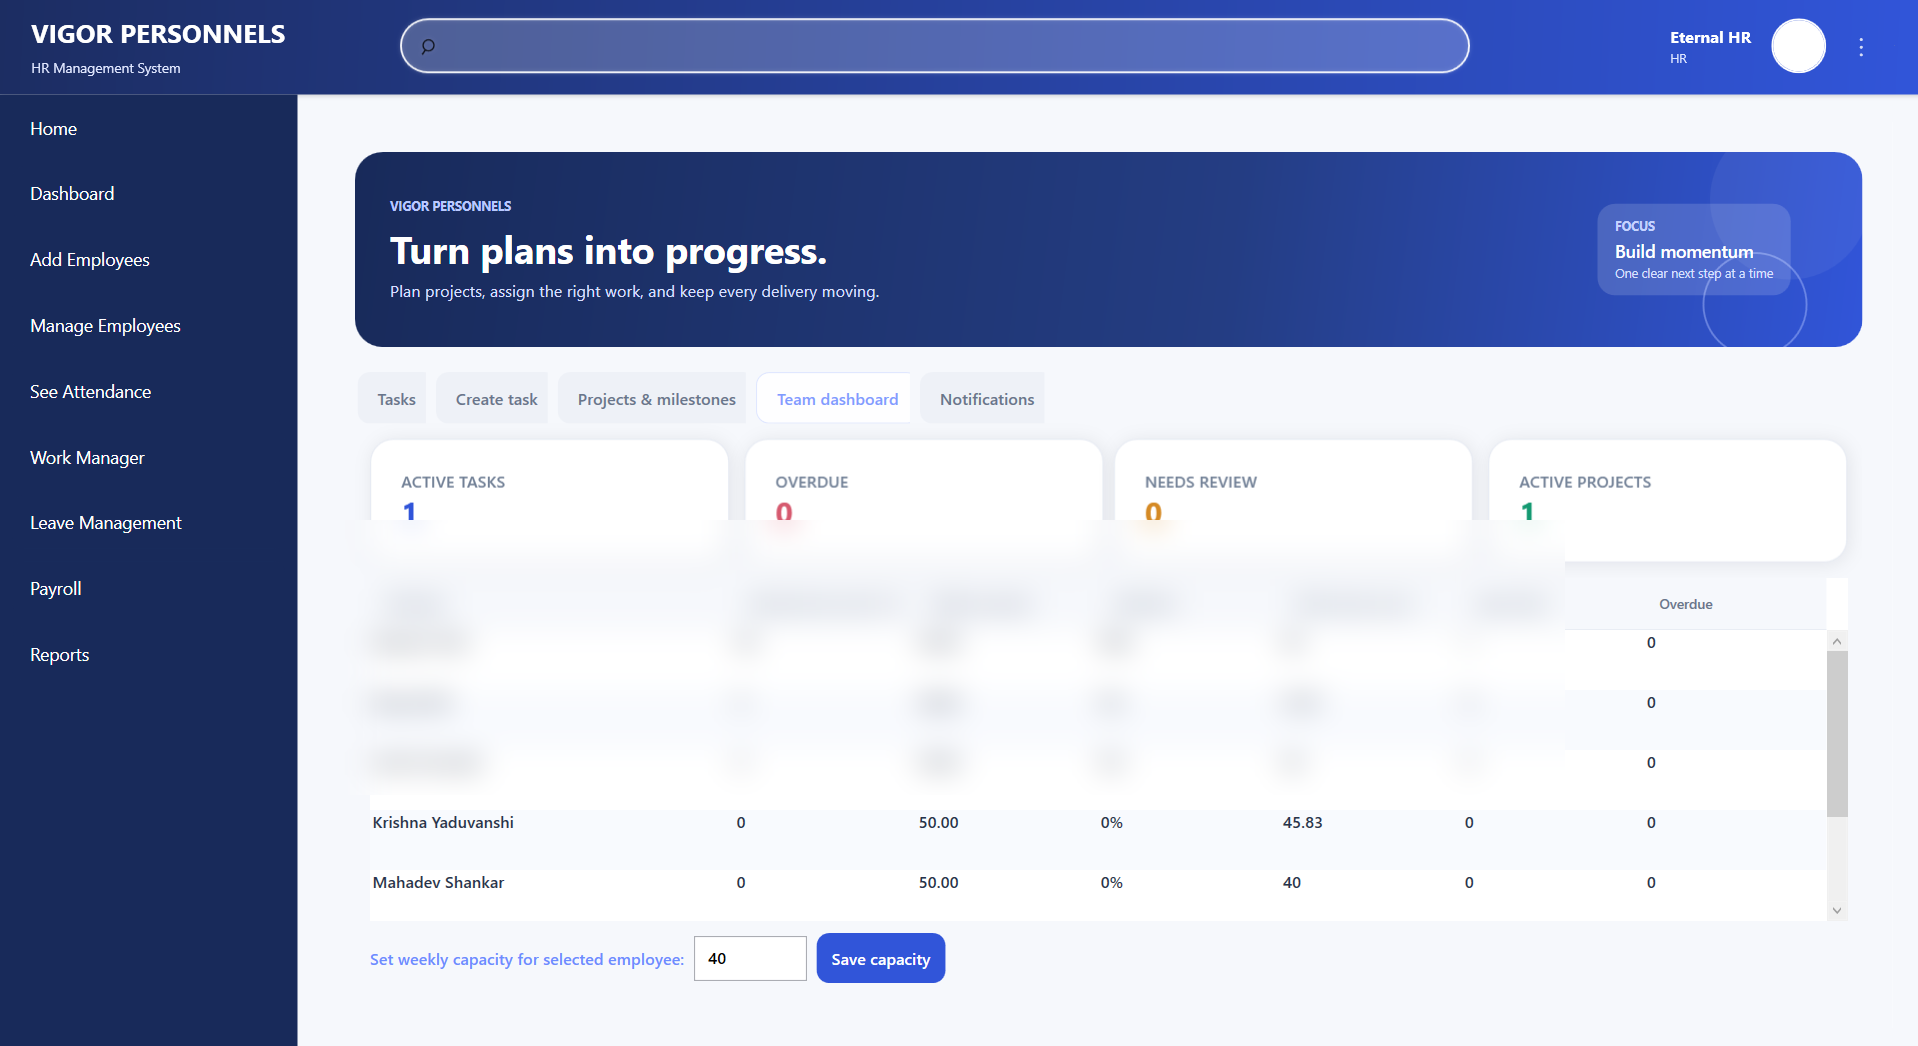 VIGOR PERSONNELS
HR Management System
Eternal HR
HR
Home
Dashboard
Add Employees
Manage Employees
See Attendance
Work Manager
Leave Management
Payroll
Reports
VIGOR PERSONNELS
Turn plans into progress.
Plan projects, assign the right work, and keep every delivery moving.
FOCUS
Build momentum
One clear next step at a time
Tasks Create task Projects & milestones Team dashboard Notifications
ACTIVE TASKS OVERDUE NEEDS REVIEW ACTIVE PROJECTS
1 0 0 1
Overdue
0
0
0
Krishna Yaduvanshi 0 50.00 0% 45.83 0 0
Mahadev Shankar 0 50.00 0% 40 0 0
Set weekly capacity for selected employee: 40 Save capacity